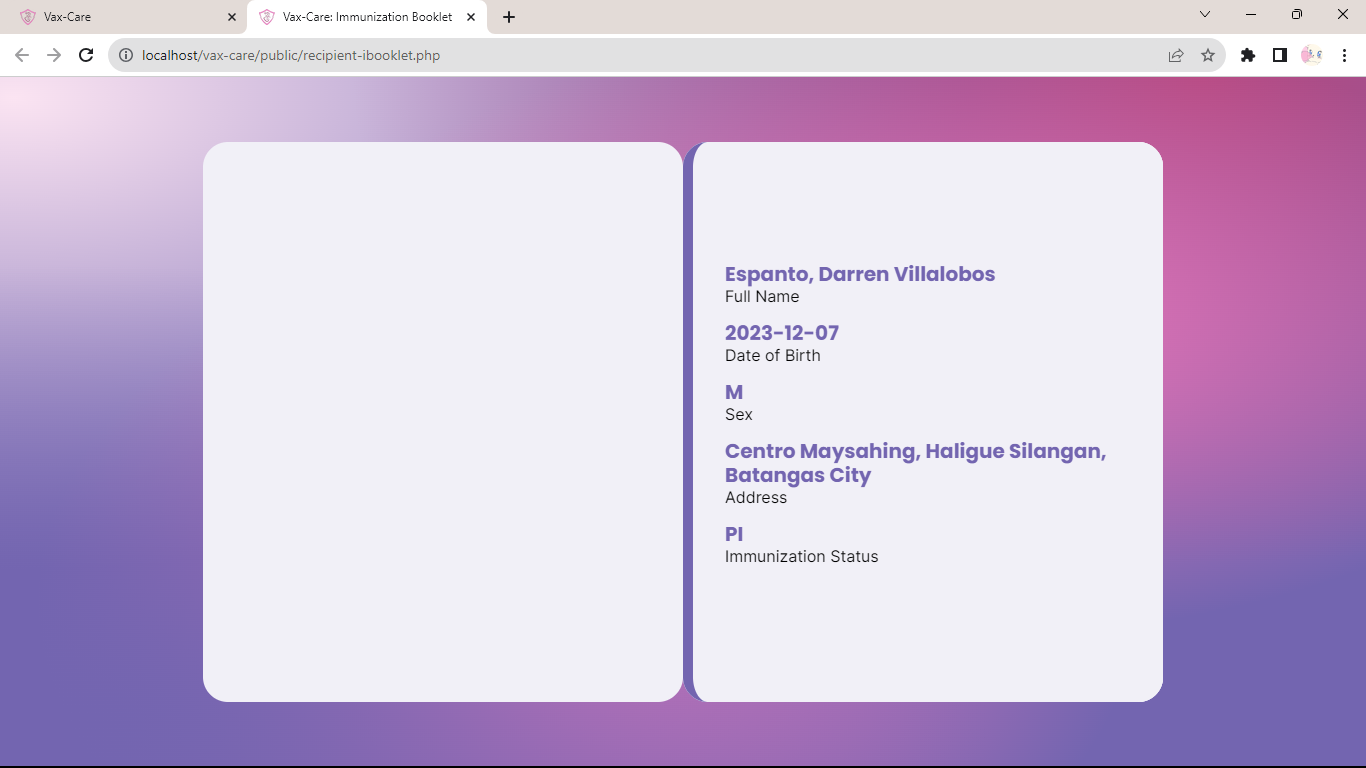 Vax-Care
Vax-Care: Immunization Booklet
localhost/vax-care/public/recipient-ibooklet.php
Espanto, Darren Villalobos
Full Name
2023-12-07
Date of Birth
M
Sex
Centro Maysahing, Haligue Silangan,
Batangas City
Address
PI
Immunization Status